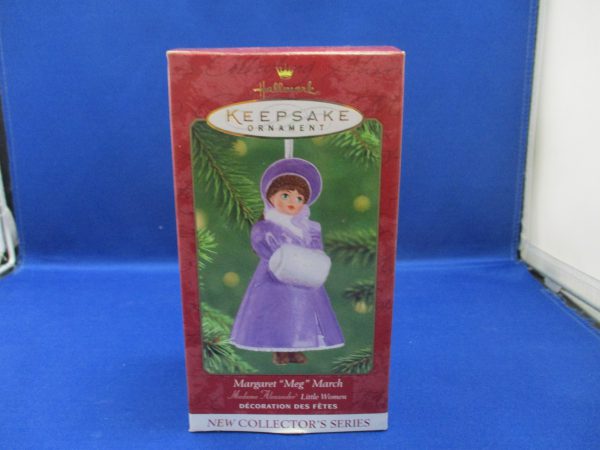 Hallmark
KEEPSAKE
ORNAMENT
Margaret "Meg" March
Madame Alexander® Little Women
DÉCORATION DES FÊTES
NEW COLLECTOR'S SERIES